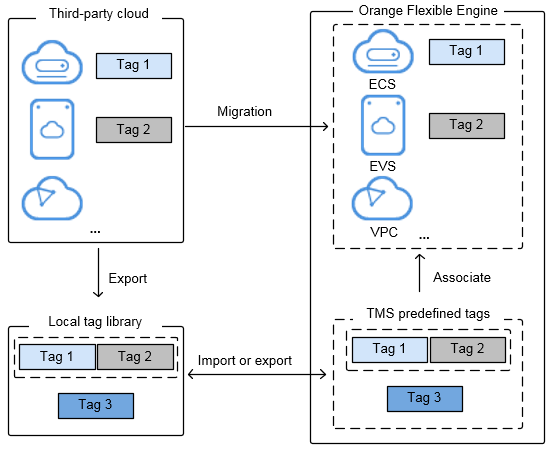 Third-party cloud
Tag 1
Tag 2
...
Migration
Orange Flexible Engine
Tag 1
ECS
Tag 2
EVS
VPC
...
Export
Associate
Local tag library
Tag 1
Tag 2
Tag 3
Import or export
TMS predefined tags
Tag 1
Tag 2
Tag 3